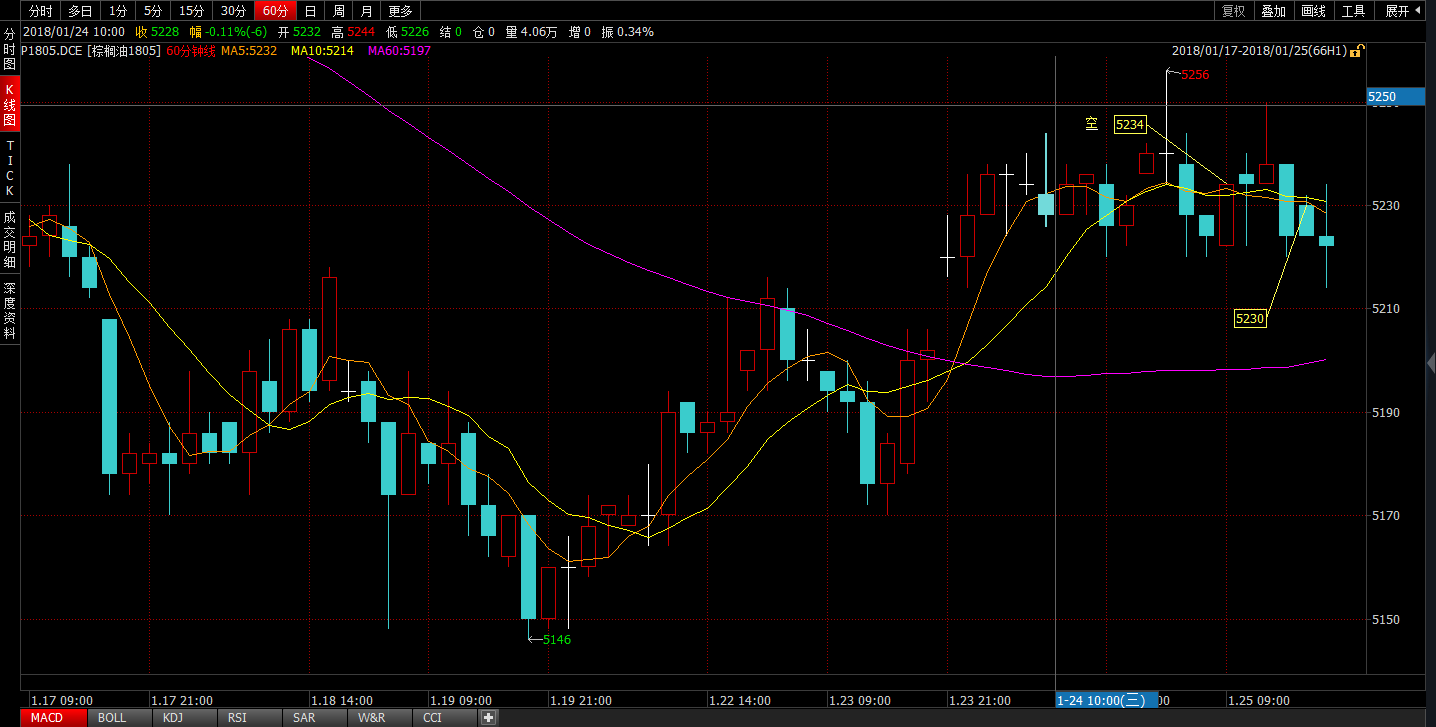 分时 多日 1分 5分 15分 30分 60分 日 周 月 更多 复权 叠加 画线 工具 展开
2018/01/24 10:00 收 5228 幅 -0.11%(-6) 开 5232 高 5244 低 5226 结 0 仓 0 量 4.06万 增 0 振 0.34%
P1805.DCE [棕榈油1805] 60分钟线 MA5:5232 MA10:5214 MA60:5197 2018/01/17-2018/01/25(66H1)
分时图
K线图
TICK
成交明细
深度资料
5256
5250
空 5234
5230
5230
5210
5190
5170
5150
5146
1.17 09:00 1.17 21:00 1.18 14:00 1.19 09:00 1.19 21:00 1.22 14:00 1.23 09:00 1.23 21:00 1-24 10:00(三) 00 1.25 09:00
MACD BOLL KDJ RSI SAR W&R CCI